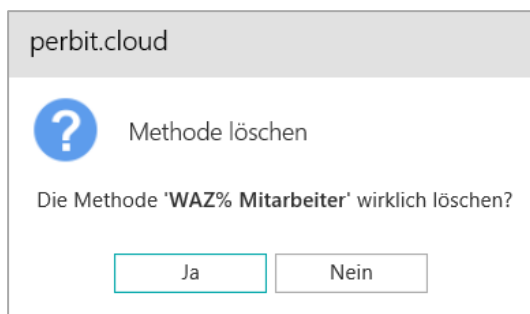 perbit.cloud
?
Methode löschen
Die Methode 'WAZ% Mitarbeiter' wirklich löschen?
Ja Nein